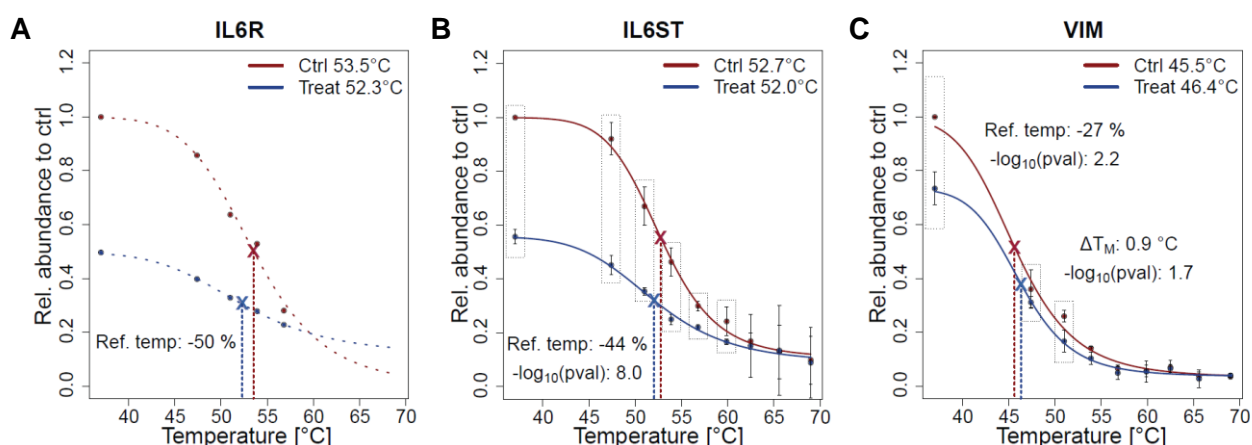 A
IL6R
Rel. abundance to ctrl
1.2
1.0
0.8
0.6
0.4
0.2
0.0
Ctrl 53.5°C
Treat 52.3°C
X
X
Ref. temp: -50 %
40 45 50 55 60 65 70
Temperature [°C]
B
IL6ST
Rel. abundance to ctrl
1.2
1.0
0.8
0.6
0.4
0.2
0.0
Ctrl 52.7°C
Treat 52.0°C
X
X
Ref. temp: -44 %
-log10(pval): 8.0
40 45 50 55 60 65 70
Temperature [°C]
C
VIM
Rel. abundance to ctrl
1.2
1.0
0.8
0.6
0.4
0.2
0.0
Ctrl 45.5°C
Treat 46.4°C
Ref. temp: -27 %
-log10(pval): 2.2
X
X
ΔTM: 0.9 °C
-log10(pval): 1.7
40 45 50 55 60 65 70
Temperature [°C]